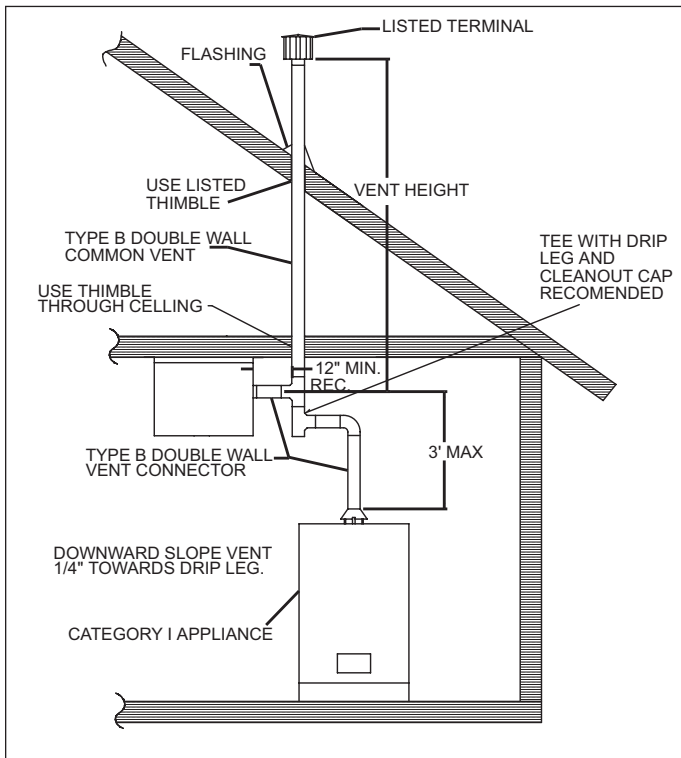 LISTED TERMINAL
FLASHING
USE LISTED
THIMBLE
VENT HEIGHT
TYPE B DOUBLE WALL
COMMON VENT
TEE WITH DRIP
LEG AND
CLEANOUT CAP
RECOMENDED
USE THIMBLE
THROUGH CELLING
12" MIN.
REC.
TYPE B DOUBLE WALL
VENT CONNECTOR
3' MAX
DOWNWARD SLOPE VENT
1/4" TOWARDS DRIP LEG.
CATEGORY I APPLIANCE